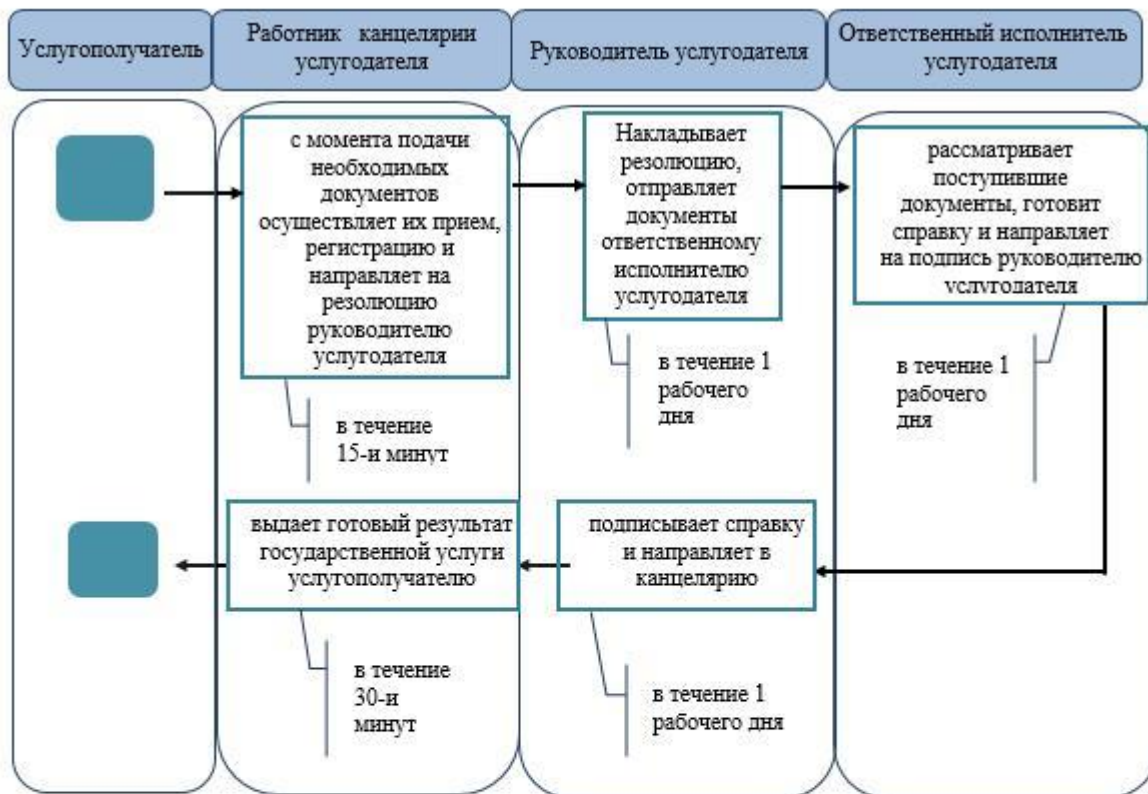 Услугополучатель
Работник канцелярии
услугодателя
Руководитель услугодателя
Ответственный исполнитель
услугодателя
с момента подачи
необходимых
документов
осуществляет их прием,
регистрацию и
направляет на
резолюцию
руководителю
услугодателя
Накладывает
резолюцию,
отправляет
документы
ответственному
исполнителю
услугодателя
рассматривает
поступившие
документы, готовит
справку и направляет
на подпись руководителю
услугодателя
в течение
15-и минут
в течение 1
рабочего
дня
в течение 1
рабочего
дня
выдает готовый результат
государственной услуги
услугополучателю
подписывает справку
и направляет в
канцелярию
в течение
30-и
минут
в течение 1
рабочего дня